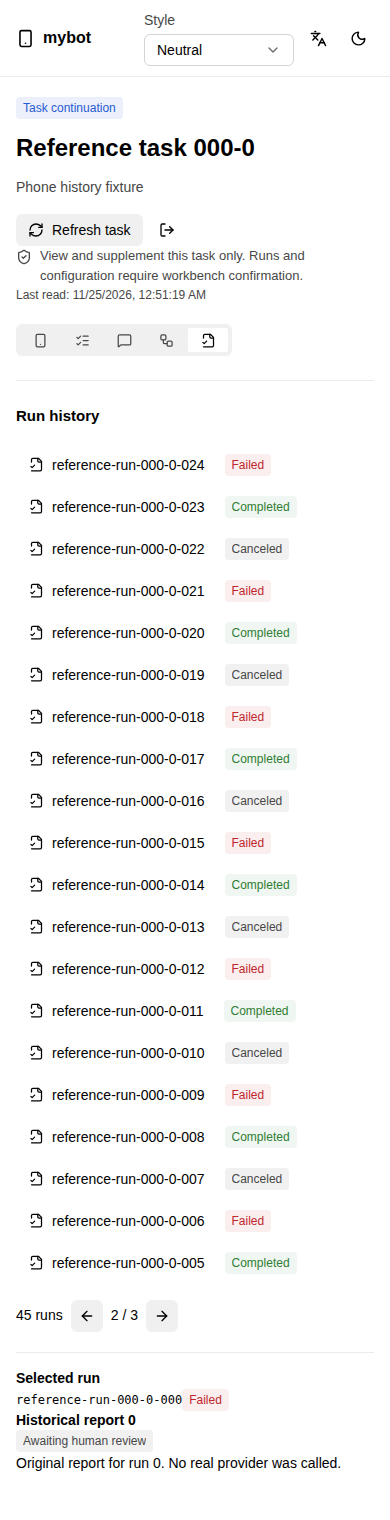 Style
mybot
Neutral
Task continuation
Reference task 000-0
Phone history fixture
Refresh task
View and supplement this task only. Runs and
configuration require workbench confirmation.
Last read: 11/25/2026, 12:51:19 AM
Run history
reference-run-000-0-024 Failed
reference-run-000-0-023 Completed
reference-run-000-0-022 Canceled
reference-run-000-0-021 Failed
reference-run-000-0-020 Completed
reference-run-000-0-019 Canceled
reference-run-000-0-018 Failed
reference-run-000-0-017 Completed
reference-run-000-0-016 Canceled
reference-run-000-0-015 Failed
reference-run-000-0-014 Completed
reference-run-000-0-013 Canceled
reference-run-000-0-012 Failed
reference-run-000-0-011 Completed
reference-run-000-0-010 Canceled
reference-run-000-0-009 Failed
reference-run-000-0-008 Completed
reference-run-000-0-007 Canceled
reference-run-000-0-006 Failed
reference-run-000-0-005 Completed
45 runs 2 / 3
Selected run
reference-run-000-0-000 Failed
Historical report 0
Awaiting human review
Original report for run 0. No real provider was called.